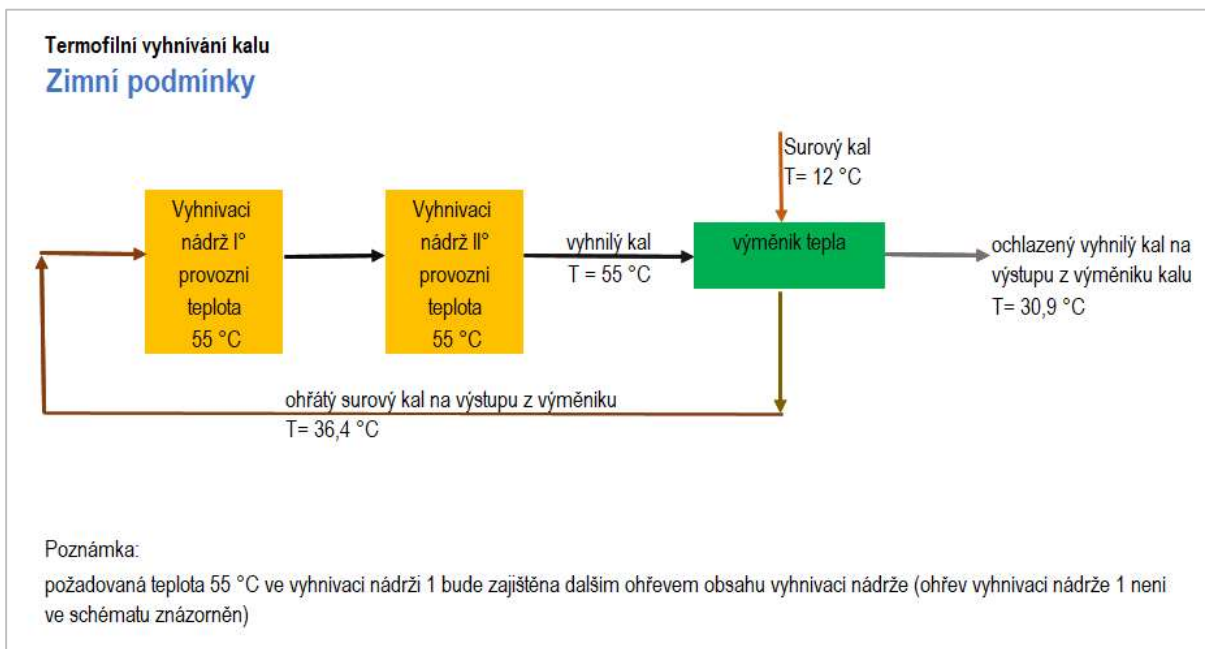 Termofilní vyhnívání kalu
Zimní podmínky
Surový kal
T= 12 °C
Vyhnivaci
nádrž I°
provozni
teplota
55 °C
Vyhnivaci
nádrž II°
provozni
teplota
55 °C
vyhnilý kal
T = 55 °C
výměnik tepla
ochlazený vyhnilý kal na
výstupu z výměniku kalu
T= 30,9 °C
ohřátý surový kal na výstupu z výměniku
T= 36,4 °C
Poznámka:
požadovaná teplota 55 °C ve vyhnivaci nádrži 1 bude zajištěna dalšim ohřevem obsahu vyhnivaci nádrže (ohřev vyhnivaci nádrže 1 neni
ve schématu znázorněn)